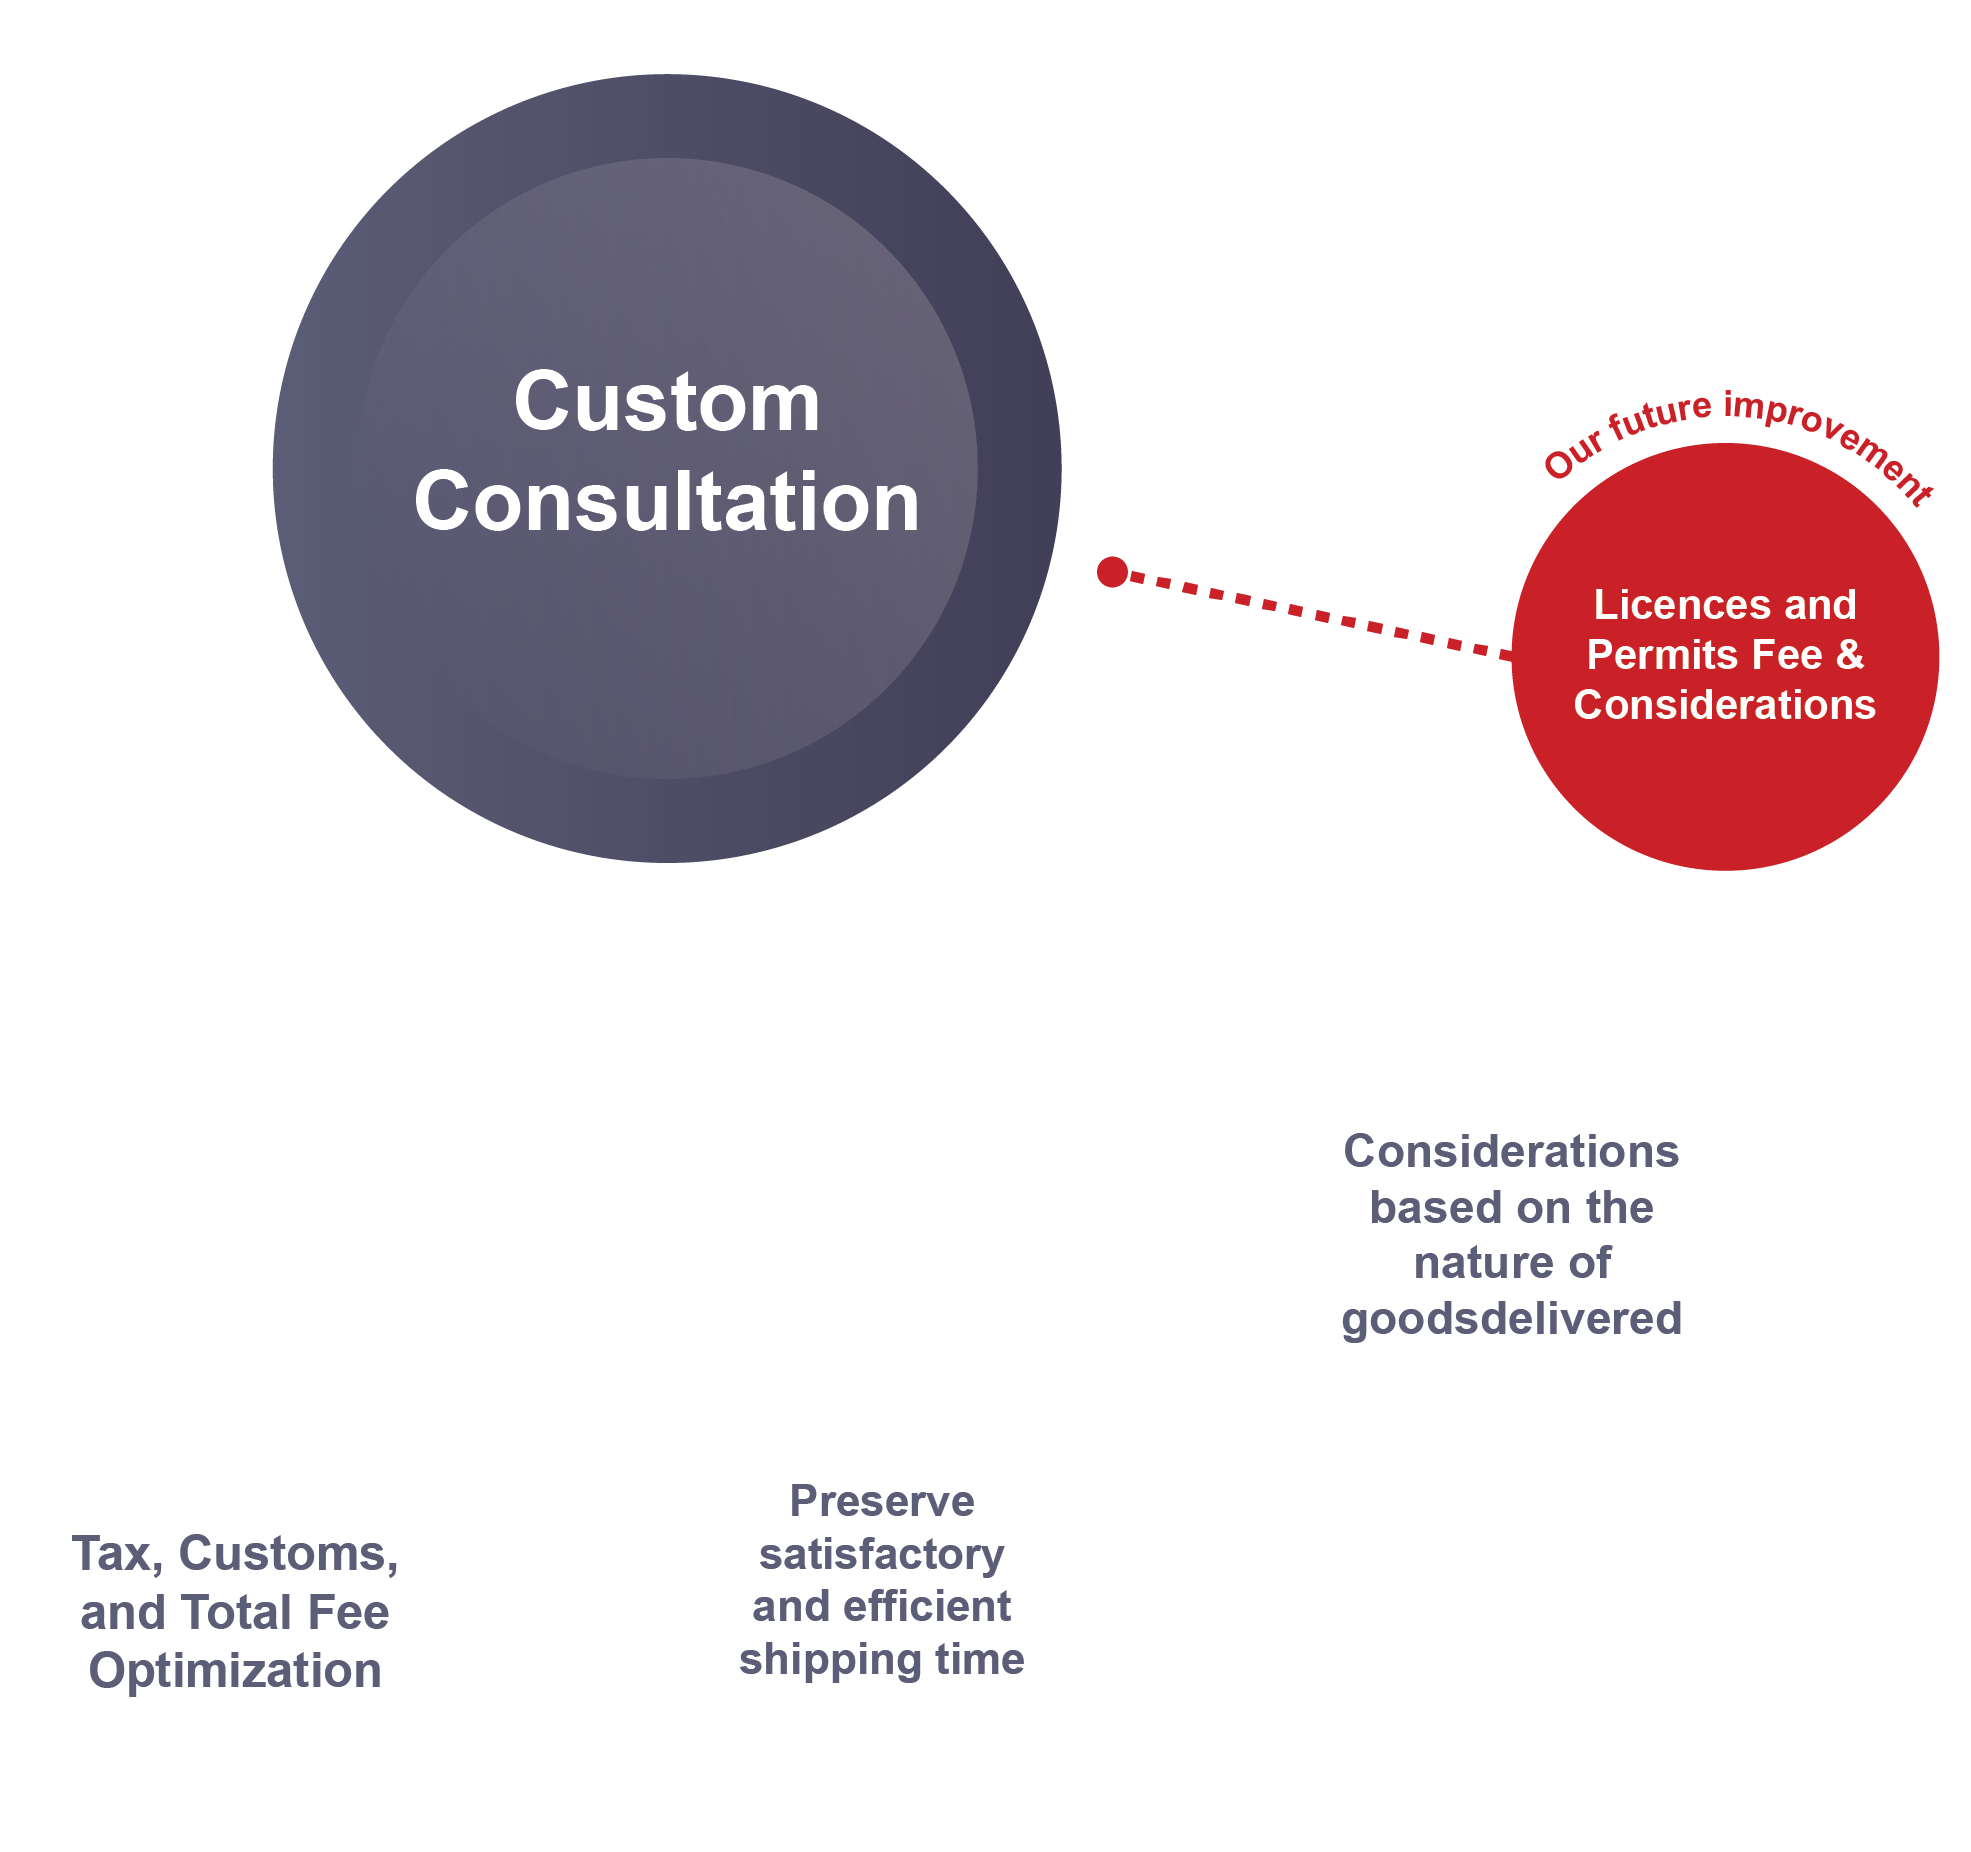 Custom
Consultation
Our future improvement
Licences and
Permits Fee &
Considerations
Considerations
based on the
nature of
goodsdelivered
Preserve
satisfactory
and efficient
shipping time
Tax, Customs,
and Total Fee
Optimization